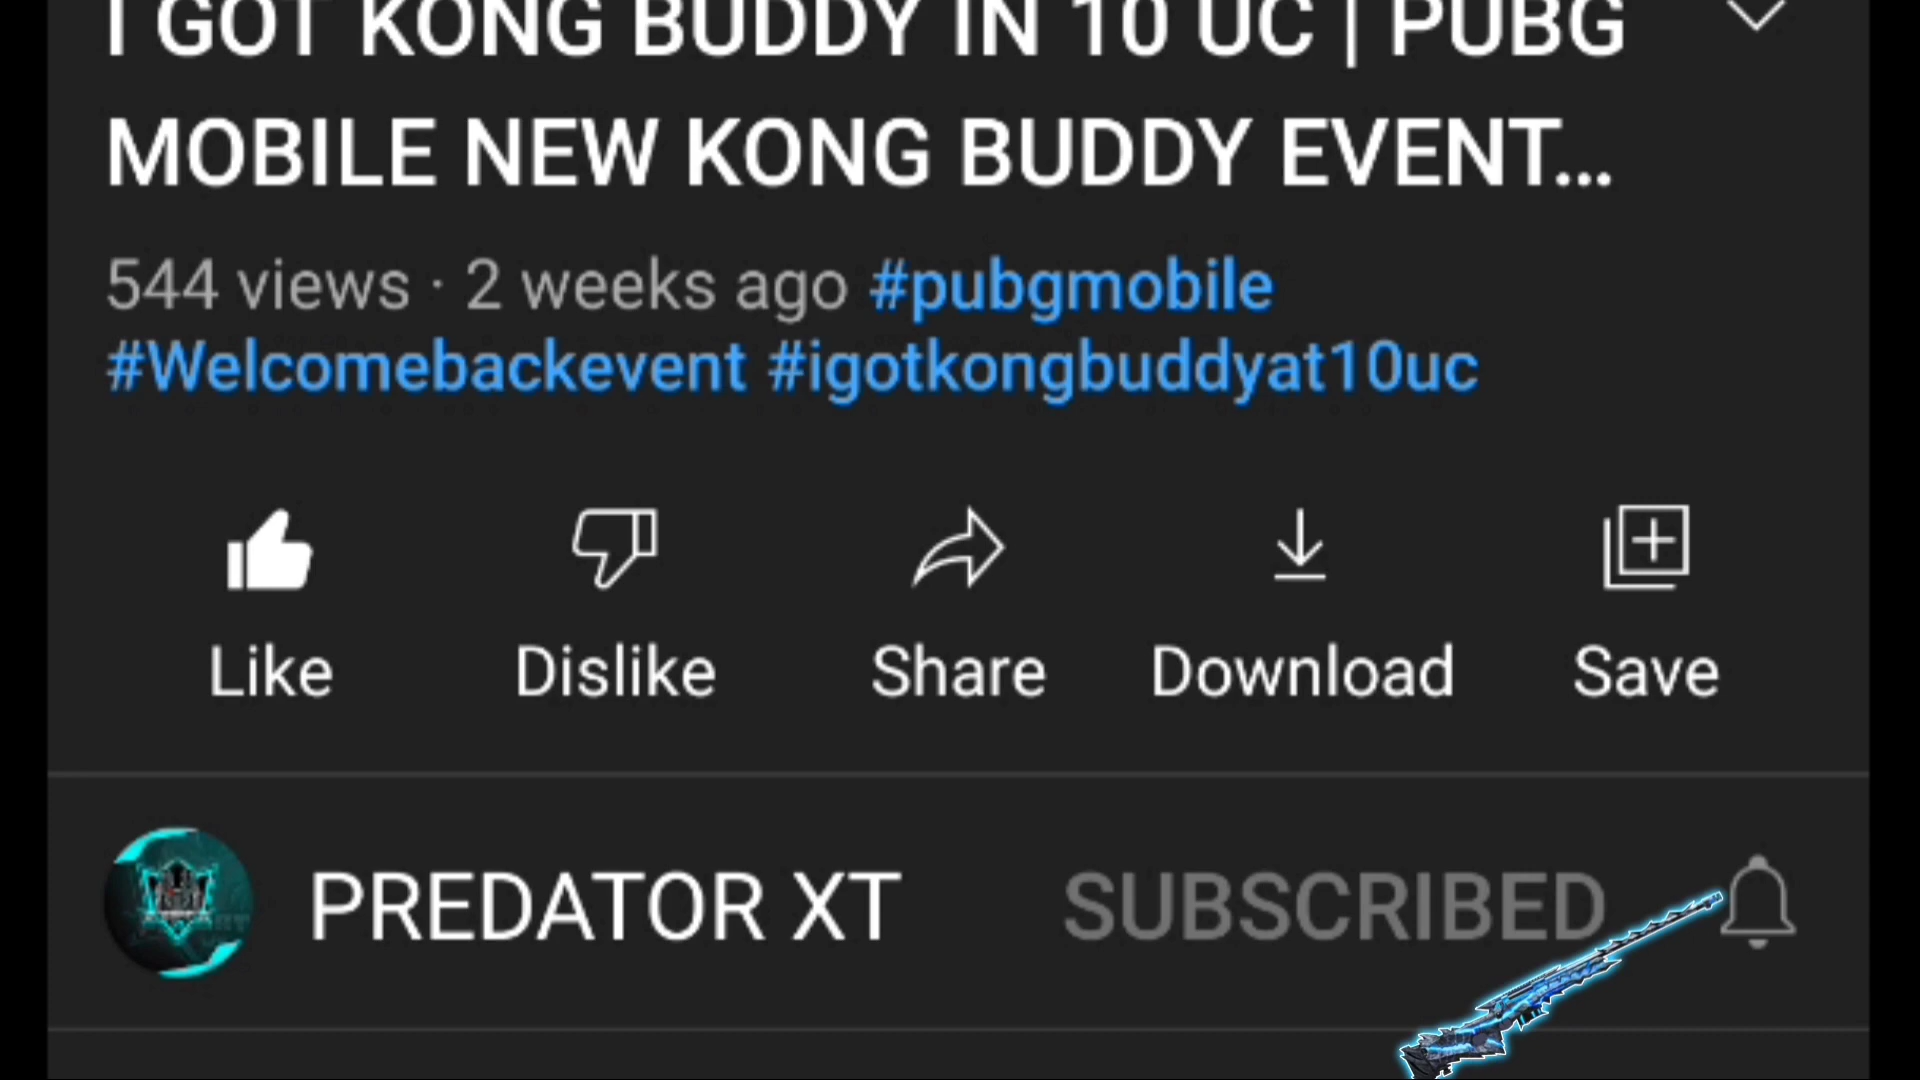 I GOT KONG BUDDY IN 10 UC | PUBG
MOBILE NEW KONG BUDDY EVENT...
544 views · 2 weeks ago #pubgmobile
#Welcomebackevent #igotkongbuddyat10uc
Like Dislike Share Download Save
PREDATOR XT SUBSCRIBED